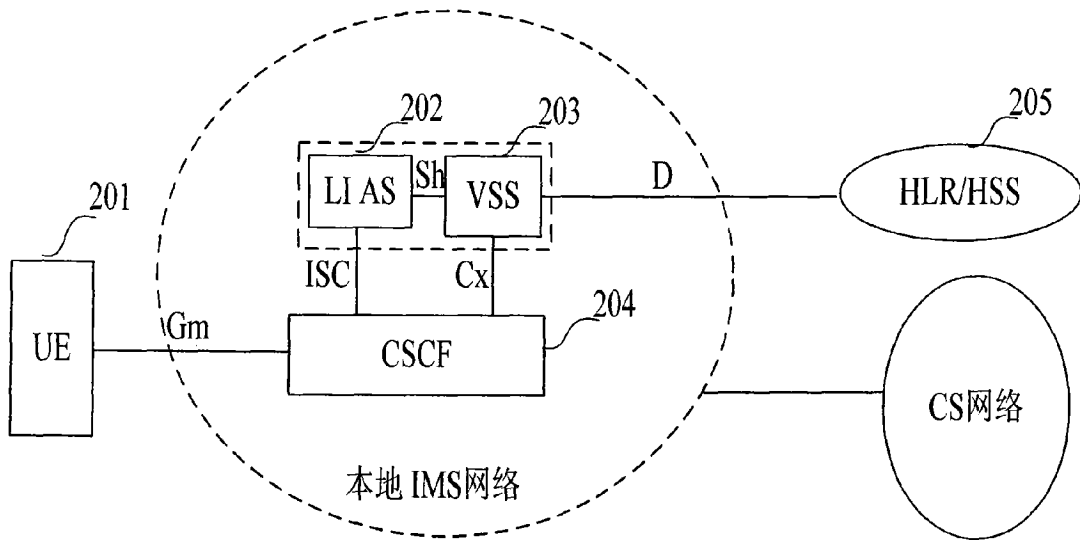 202
203
205
201
LI AS
Sh
VSS
D
HLR/HSS
ISC
Cx
204
Gm
UE
CSCF
CS网络
本地 IMS网络